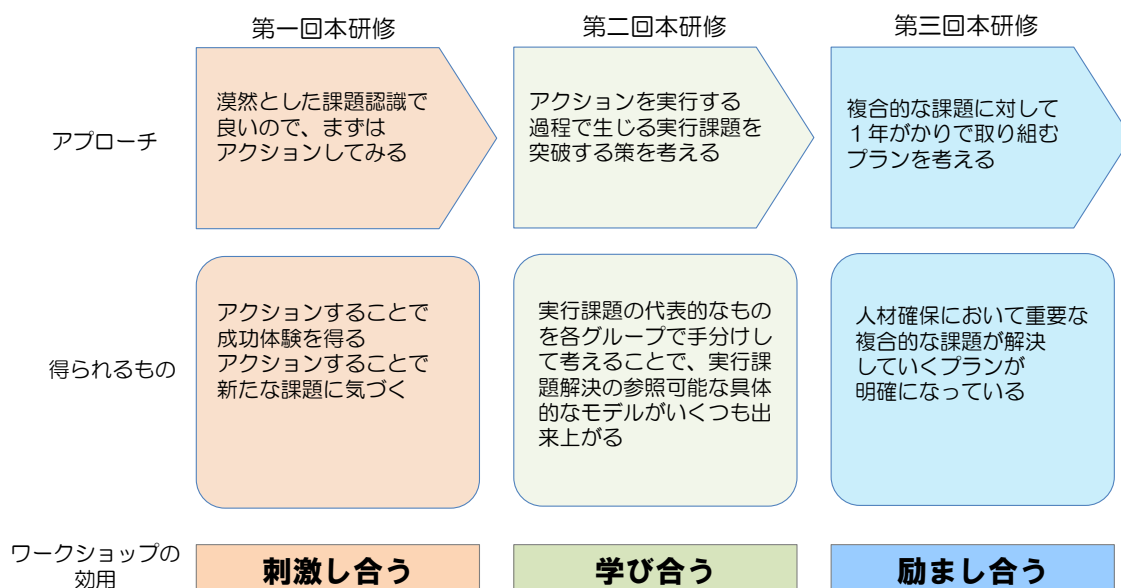 第一回本研修
第二回本研修
第三回本研修
アプローチ
漠然とした課題認識で
良いので、まずは
アクションしてみる
アクションを実行する
過程で生じる実行課題を
突破する策を考える
複合的な課題に対して
１年がかりで取り組む
プランを考える
得られるもの
アクションすることで
成功体験を得る
アクションすることで
新たな課題に気づく
実行課題の代表的なもの
を各グループで手分けし
て考えることで、実行課
題解決の参照可能な具体
的なモデルがいくつも出
来上がる
人材確保において重要な
複合的な課題が解決
していくプランが
明確になっている
ワークショップの
効用
刺激し合う
学び合う
励まし合う